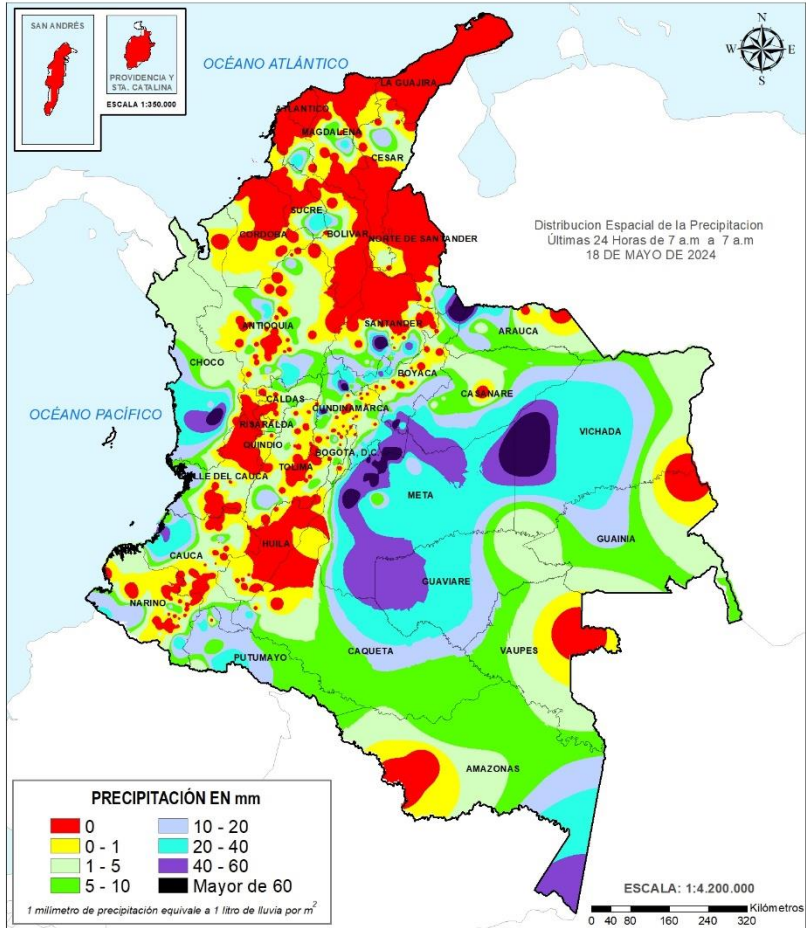 SAN ANDRÉS
PROVIDENCIA Y
STA. CATALINA
ESCALA 1:350.000
OCÉANO ATLÁNTICO
N
W E
S
LA GUAJIRA
ATLANTICO
MAGDALENA
CESAR
SUCRE
CORDOBA
BOLIVAR
NORTE DE SANTANDER
Distribucion Espacial de la Precipitacion
Últimas 24 Horas de 7 a.m a 7 a.m
18 DE MAYO DE 2024
ANTIOQUIA
SANTANDER
ARAUCA
CHOCO
BOYACA
CASANARE
OCÉANO PACÍFICO
CALDAS
CUNDINAMARCA
RISARALDA
VICHADA
QUINDIO
BOGOTA, D.C.
TOLIMA
VALLE DEL CAUCA
META
GUAINIA
CAUCA
HUILA
GUAVIARE
NARIÑO
VAUPES
PUTUMAYO
CAQUETA
AMAZONAS
PRECIPITACIÓN EN mm
0 10 - 20
0 - 1 20 - 40
1 - 5 40 - 60
5 - 10 Mayor de 60
1 milimetro de precipitación equivale a 1 litro de lluvia por m2
ESCALA: 1:4.200.000
Kilómetros
0 40 80 160 240 320